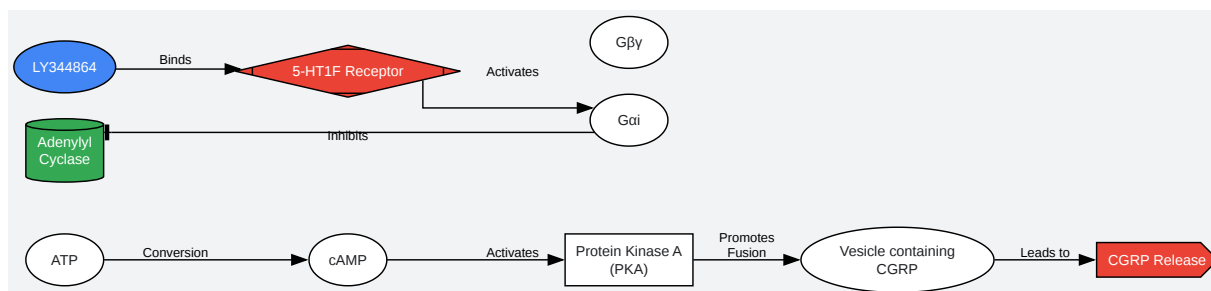 Gβγ
LY344864
Binds
5-HT1F Receptor
Activates
Gαi
Inhibits
Adenylyl
Cyclase
ATP
Conversion
cAMP
Activates
Protein Kinase A
(PKA)
Promotes
Fusion
Vesicle containing
CGRP
Leads to
CGRP Release